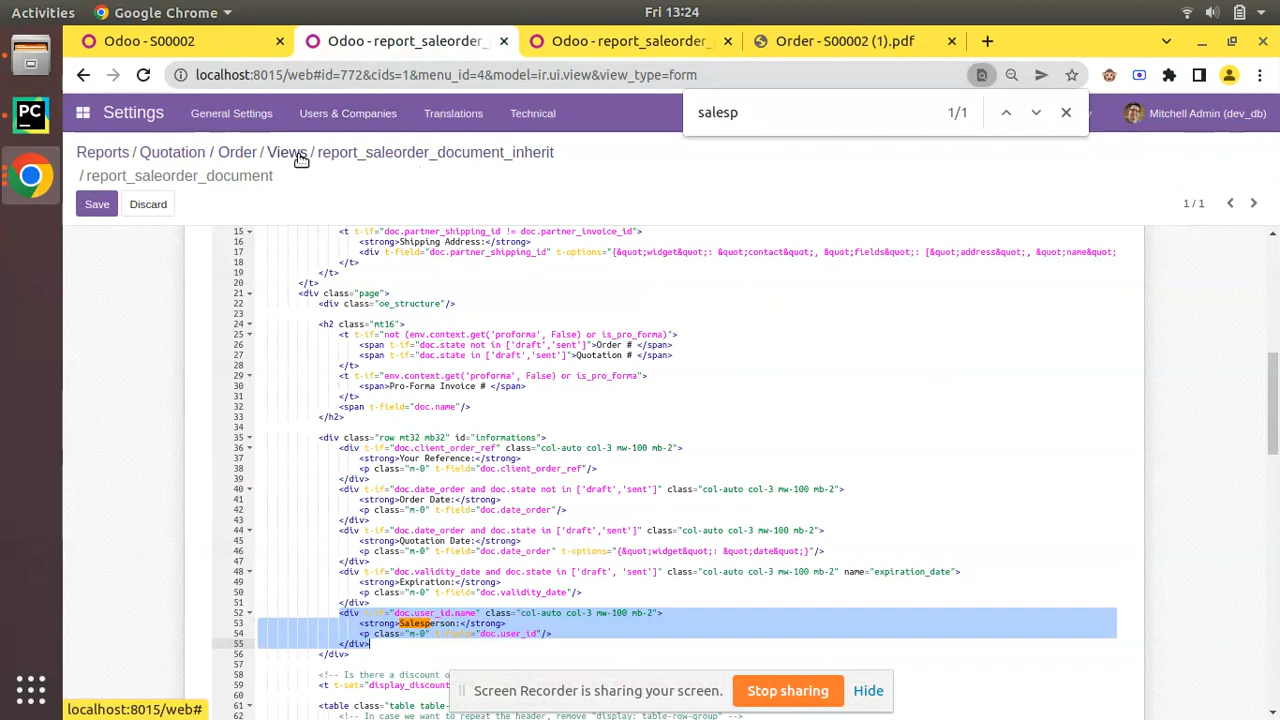 Activities
Google Chrome
Fri 13:24
Odoo - S00002
Odoo - report_saleorder_
Odoo - report_saleorder_
Order - S00002 (1).pdf
localhost:8015/web#id=772&cids=1&menu_id=4&model=ir.ui.view&view_type=form
Settings
General Settings
Users & Companies
Translations
Technical
salesp
1/1
Mitchell Admin (dev_db)
Reports / Quotation / Order / Views / report_saleorder_document_inherit
/ report_saleorder_document
Save
Discard
1 / 1
15 <t t-if="doc.partner_shipping_id != doc.partner_invoice_id">
16 <strong>Shipping Address:</strong>
17 <div t-field="doc.partner_shipping_id" t-options="{&quot;widget&quot;: &quot;contact&quot;, &quot;fields&quot;: [&quot;address&quot;, &quot;name&quot;
18 </t>
19 </t>
20 </t>
21 <div class="page">
22 <div class="oe_structure"/>
23
24 <h2 class="mt16">
25 <t t-if="not (env.context.get('proforma', False) or is_pro_forma)">
26 <span t-if="doc.state not in ['draft','sent']">Order # </span>
27 <span t-if="doc.state in ['draft','sent']">Quotation # </span>
28 </t>
29 <t t-if="env.context.get('proforma', False) or is_pro_forma">
30 <span>Pro-Forma Invoice # </span>
31 </t>
32 <span t-field="doc.name"/>
33 </h2>
34
35 <div class="row mt32 mb32" id="informations">
36 <div t-if="doc.client_order_ref" class="col-auto col-3 mw-100 mb-2">
37 <strong>Your Reference:</strong>
38 <p class="m-0" t-field="doc.client_order_ref"/>
39 </div>
40 <div t-if="doc.date_order and doc.state not in ['draft','sent']" class="col-auto col-3 mw-100 mb-2">
41 <strong>Order Date:</strong>
42 <p class="m-0" t-field="doc.date_order"/>
43 </div>
44 <div t-if="doc.date_order and doc.state in ['draft','sent']" class="col-auto col-3 mw-100 mb-2">
45 <strong>Quotation Date:</strong>
46 <p class="m-0" t-field="doc.date_order" t-options="{&quot;widget&quot;: &quot;date&quot;}"/>
47 </div>
48 <div t-if="doc.validity_date and doc.state in ['draft', 'sent']" class="col-auto col-3 mw-100 mb-2" name="expiration_date">
49 <strong>Expiration:</strong>
50 <p class="m-0" t-field="doc.validity_date"/>
51 </div>
52 <div t-if="doc.user_id.name" class="col-auto col-3 mw-100 mb-2">
53 <strong>Salesperson:</strong>
54 <p class="m-0" t-field="doc.user_id"/>
55 </div>
56 </div>
57
58 <!-- Is there a discount o
59 <t t-set="display_discount
60
61 <table class="table table-
62 <!-- In case we want to repeat the header, remove "display: table-row-group" -->
Screen Recorder is sharing your screen.
Stop sharing
Hide
localhost:8015/web#
PC